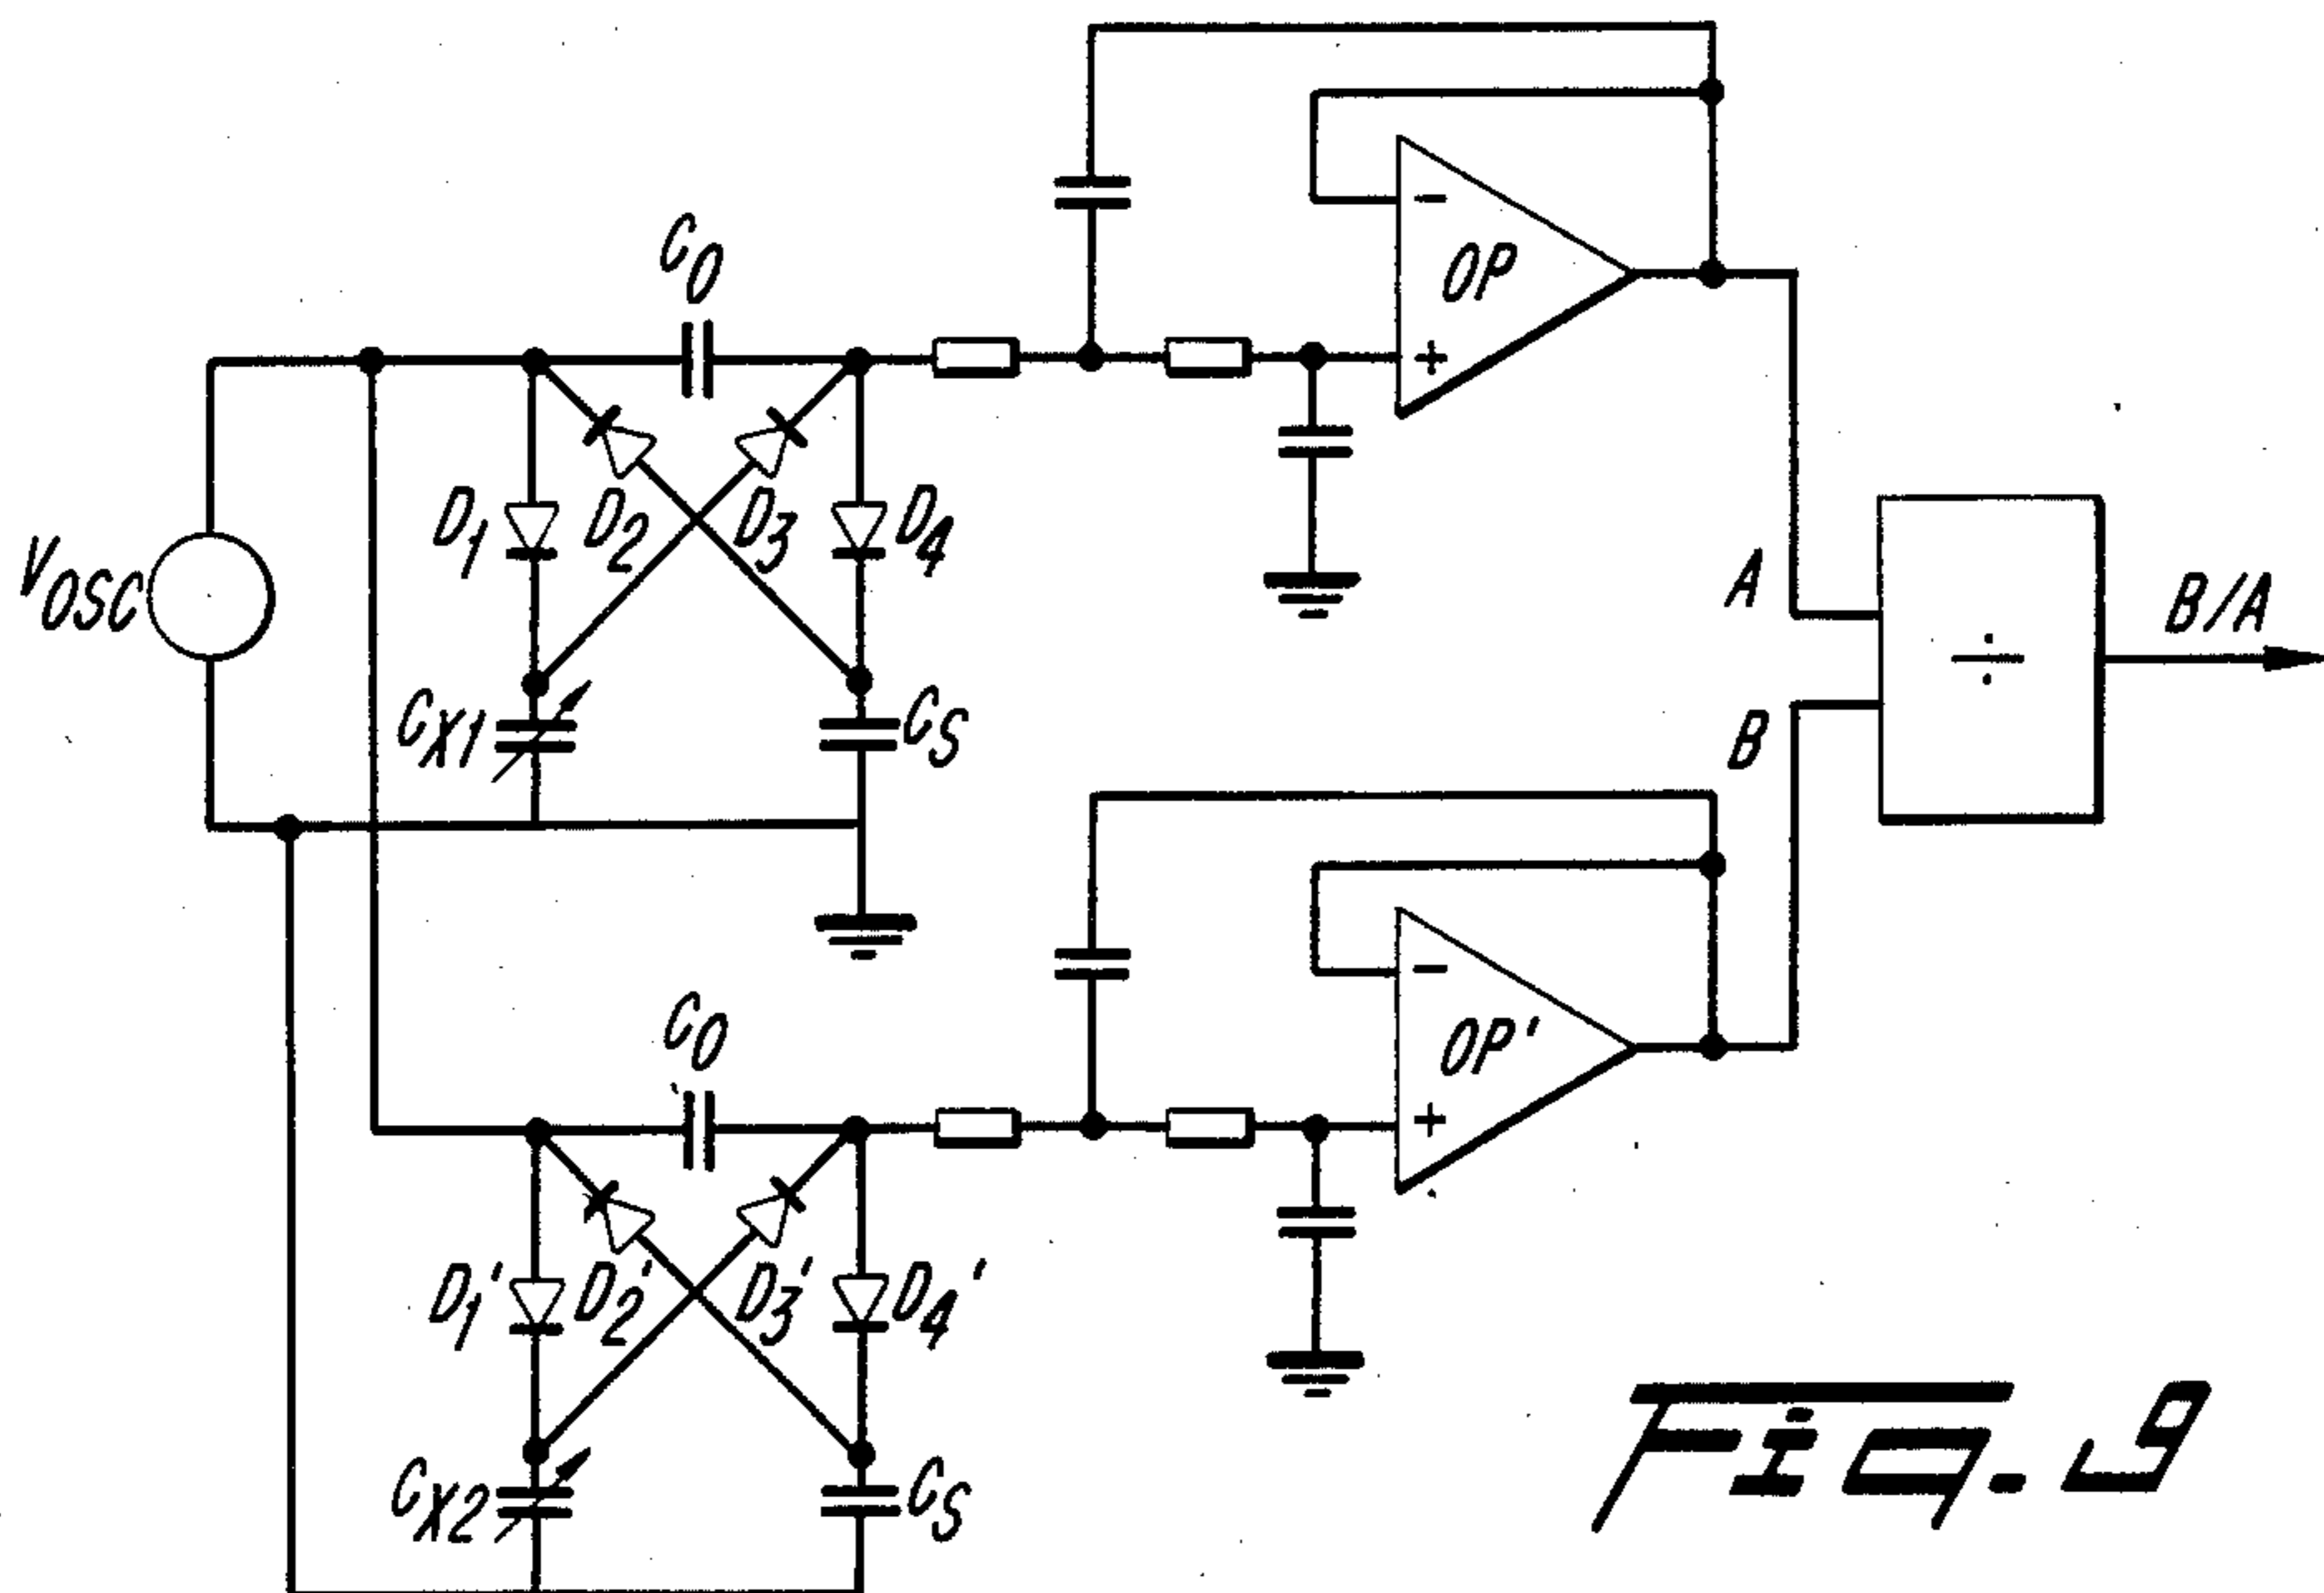 C0
OP
−
+
D1
D2
D3
D4
VOSC
CX1
CS
A
B
÷
B/A
C0
OP'
−
+
D1'
D2'
D3'
D4'
CX2
CS
Fig. 9